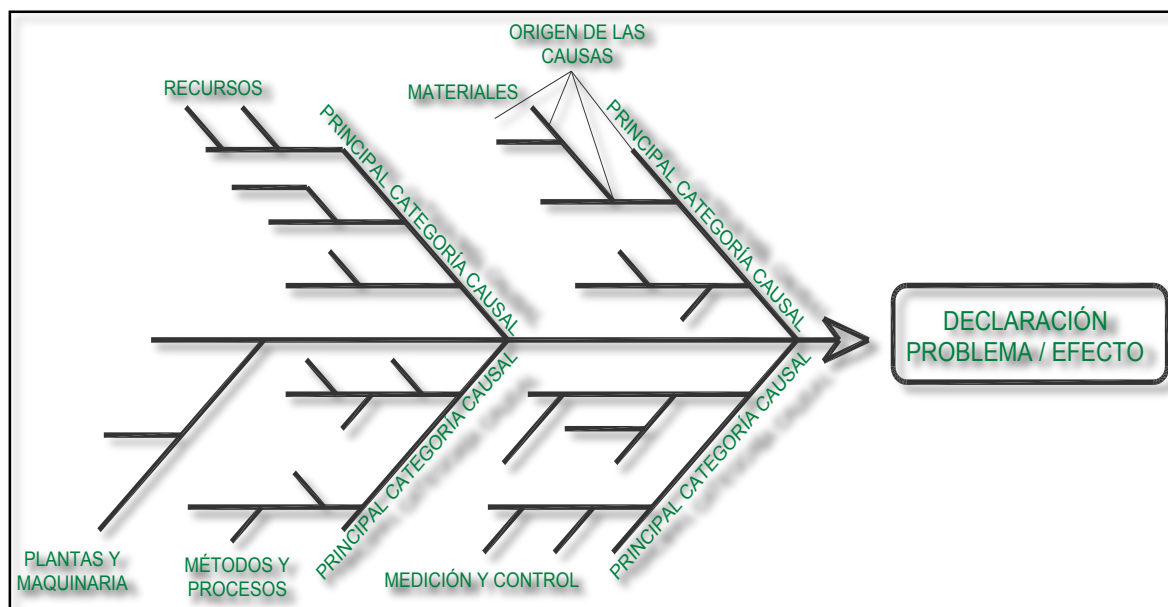 ORIGEN DE LAS
CAUSAS
RECURSOS
MATERIALES
PRINCIPAL CATEGORÍA CAUSAL
PRINCIPAL CATEGORÍA CAUSAL
DECLARACIÓN
PROBLEMA / EFECTO
PRINCIPAL CATEGORÍA CAUSAL
PRINCIPAL CATEGORÍA CAUSAL
PLANTAS Y
MAQUINARIA
MÉTODOS Y
PROCESOS
MEDICIÓN Y CONTROL